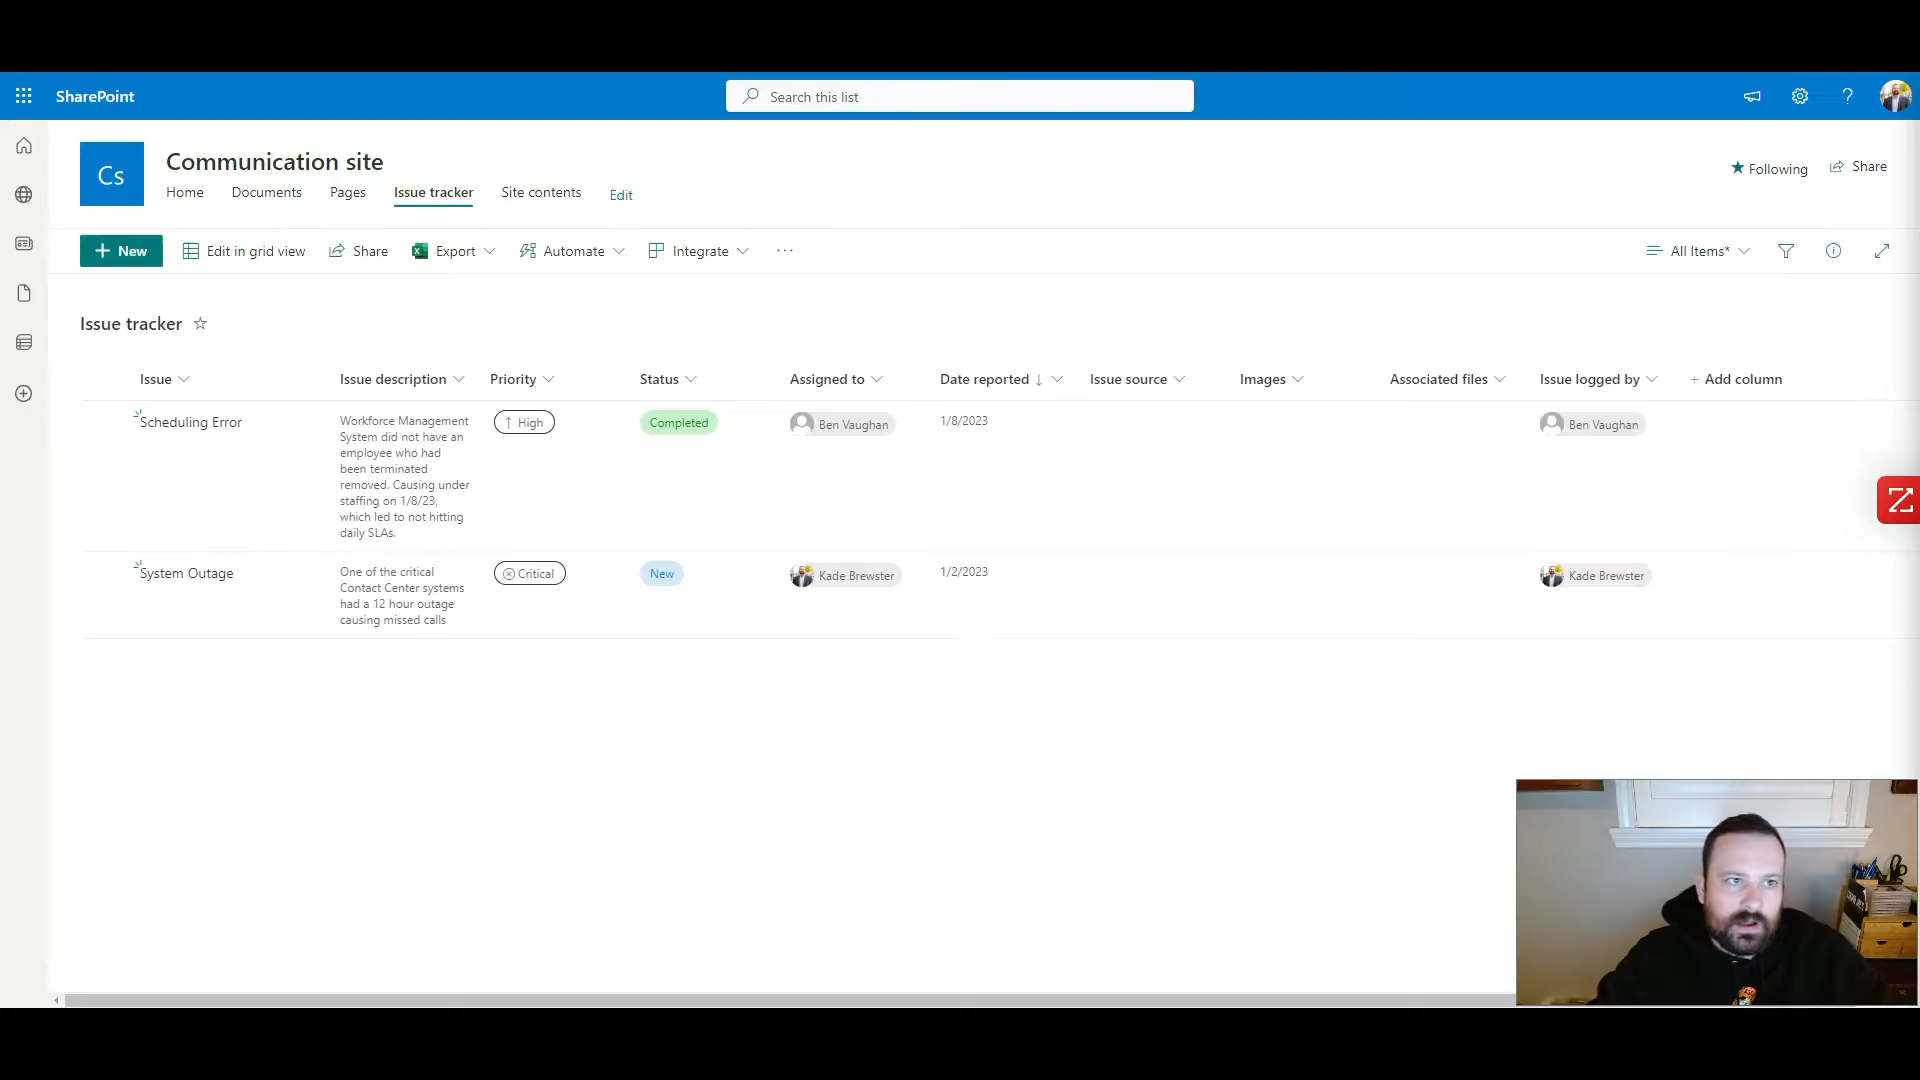 SharePoint
Search this list
?
Cs
Communication site
Following
Share
Home Documents Pages Issue tracker Site contents Edit
+ New Edit in grid view Share Export Automate Integrate ...
All Items*
Issue tracker
Issue Issue description Priority Status Assigned to Date reported ↓ Issue source Images Associated files Issue logged by + Add column
Scheduling Error
Workforce Management
System did not have an
employee who had
been terminated
removed. Causing under
staffing on 1/8/23,
which led to not hitting
daily SLAs.
↑ High
Completed
Ben Vaughan
1/8/2023
Ben Vaughan
System Outage
One of the critical
Contact Center systems
had a 12 hour outage
causing missed calls
Critical
New
Kade Brewster
1/2/2023
Kade Brewster